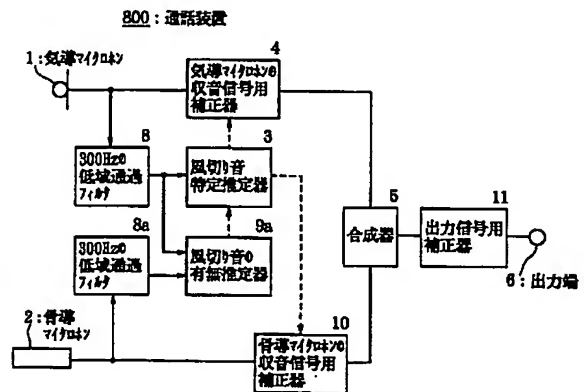 800：通話装置
1：気導マイクロホン
4
気導マイクロホンの
収音信号用
補正器
8
300Hzの
低域通過
フィルタ
3
風切り音
特定推定器
8a
300Hzの
低域通過
フィルタ
9a
風切り音の
有無推定器
5
合成器
11
出力信号用
補正器
6：出力端
2：骨導
マイクロホン
10
骨導マイクロホンの
収音信号用
補正器